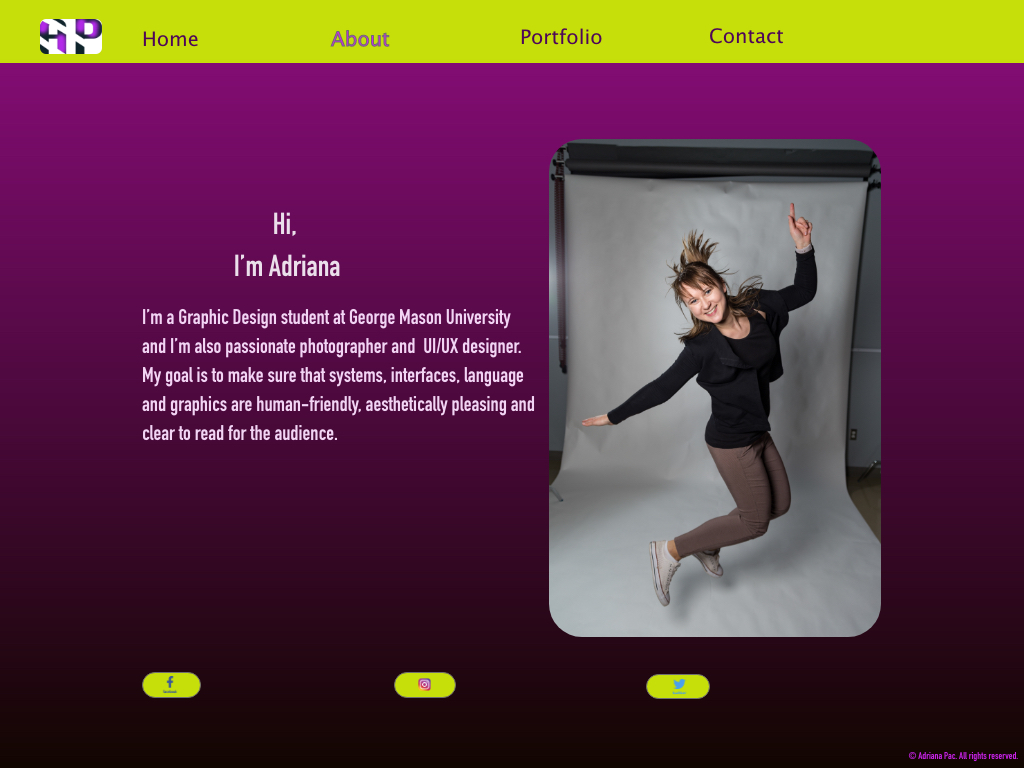 Home
About
Portfolio
Contact
Hi,
I'm Adriana
I'm a Graphic Design student at George Mason University
and I'm also passionate photographer and UI/UX designer.
My goal is to make sure that systems, interfaces, language
and graphics are human-friendly, aesthetically pleasing and
clear to read for the audience.
© Adriana Pac. All rights reserved.